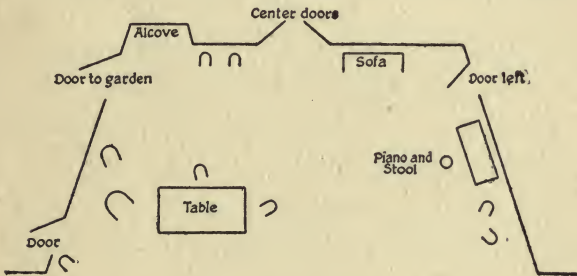 Center doors
Alcove
Sofa
Door to garden
Door left.
Piano and
Stool
Table
Door